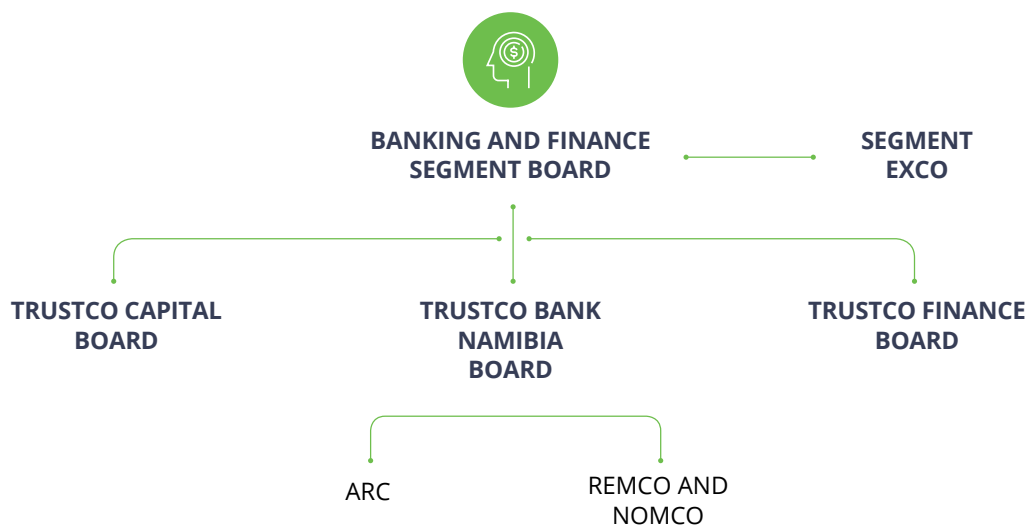 $
BANKING AND FINANCE
SEGMENT BOARD
SEGMENT
EXCO
TRUSTCO CAPITAL
BOARD
TRUSTCO BANK
NAMIBIA
BOARD
TRUSTCO FINANCE
BOARD
ARC
REMCO AND
NOMCO